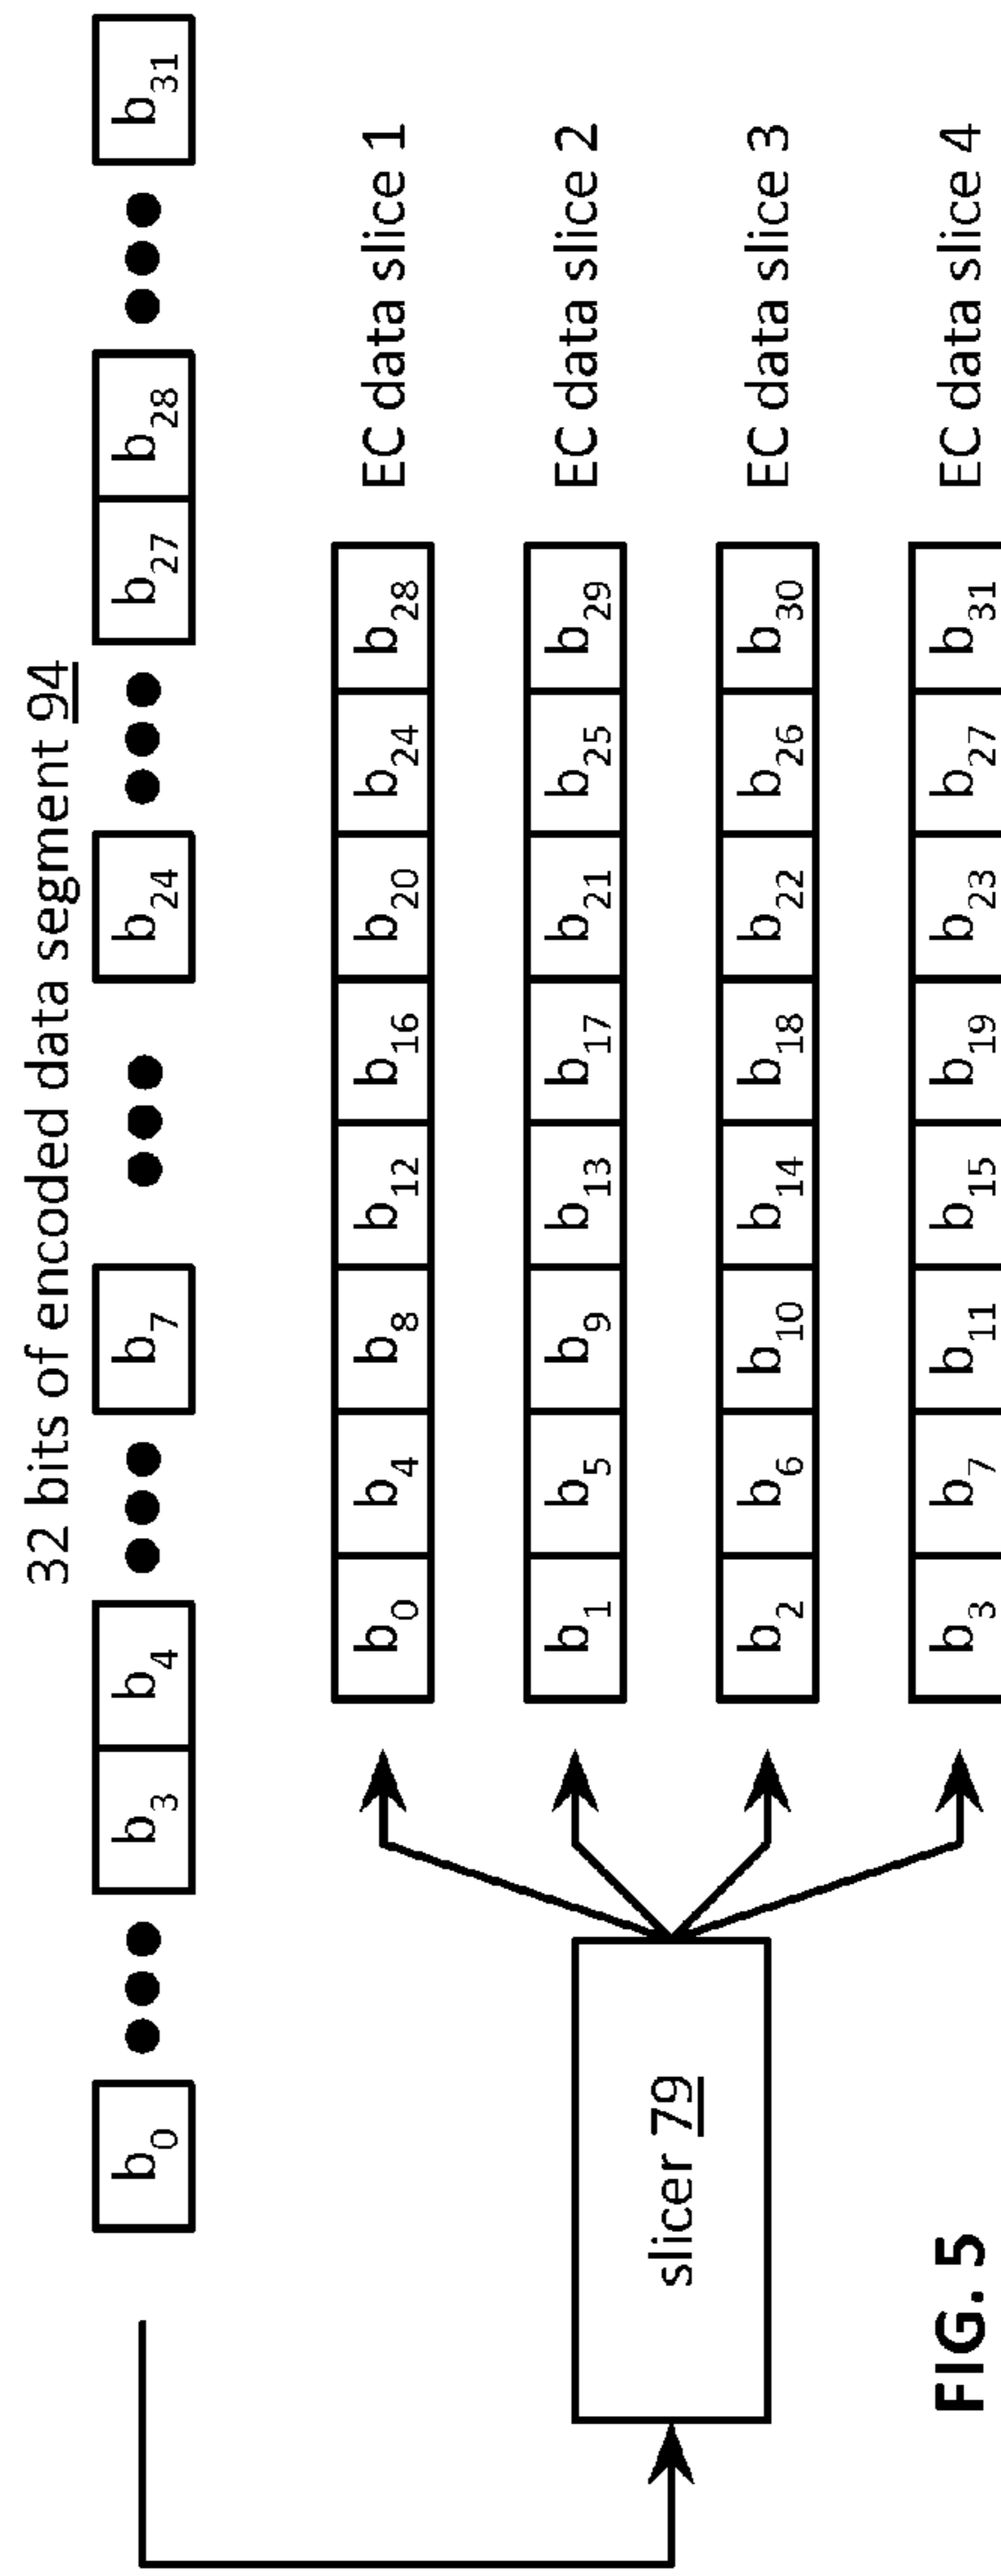 32 bits of encoded data segment 94
b0 ••• b3 b4 ••• b7 ••• b24 ••• b27 b28 ••• b31
b0 b4 b8 b12 b16 b20 b24 b28 EC data slice 1
b1 b5 b9 b13 b17 b21 b25 b29 EC data slice 2
slicer 79
b2 b6 b10 b14 b18 b22 b26 b30 EC data slice 3
b3 b7 b11 b15 b19 b23 b27 b31 EC data slice 4
FIG. 5